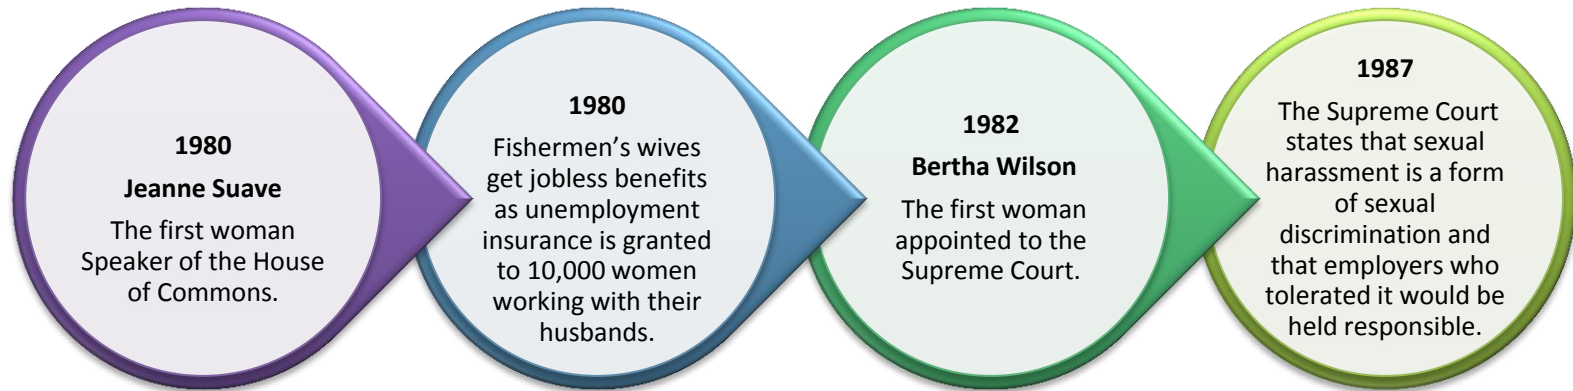 1980
Jeanne Suave
The first woman
Speaker of the House
of Commons.
1980
Fishermen’s wives
get jobless benefits
as unemployment
insurance is granted
to 10,000 women
working with their
husbands.
1982
Bertha Wilson
The first woman
appointed to the
Supreme Court.
1987
The Supreme Court
states that sexual
harassment is a form
of sexual
discrimination and
that employers who
tolerated it would be
held responsible.